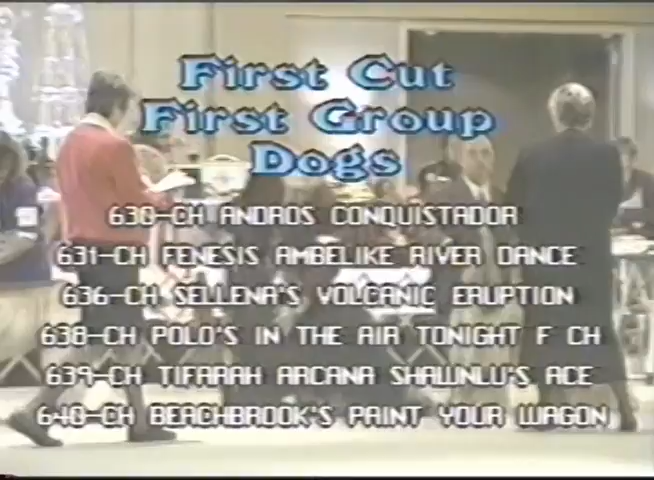 First Cut
First Group
Dogs
630-CH ANDROS CONQUISTADOR
631-CH FENESIS AMBELIKE RIVER DANCE
636-CH SELLENA'S VOLCANIC ERUPTION
638-CH POLO'S IN THE AIR TONIGHT F CH
639-CH TIFARAH ARCANA SHAWNLU'S ACE
640-CH BEACHBROOK'S PAINT YOUR WAGON